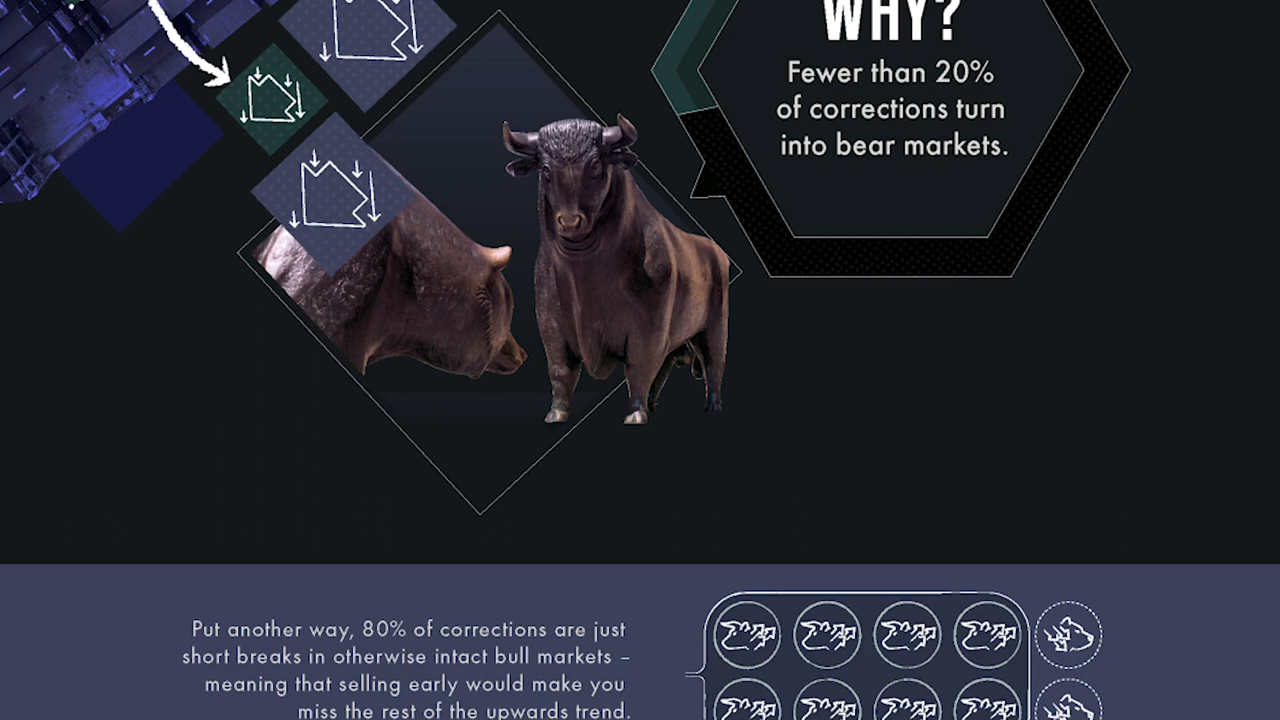 WHY?
Fewer than 20%
of corrections turn
into bear markets.
Put another way, 80% of corrections are just
short breaks in otherwise intact bull markets –
meaning that selling early would make you
miss the rest of the upwards trend.